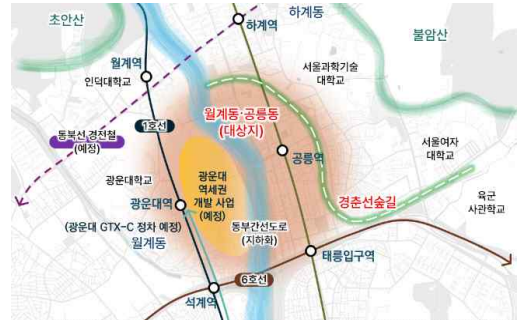 초안산
하계역
하계동
불암산
월계역
인덕대학교
서울과학기술
대학교
월계동·공릉동
(대상지)
동북선 경전철
(예정)
1호선
서울여자
대학교
공릉역
광운대
역세권
개발 사업
(예정)
광운대학교
경춘선숲길
육군
사관학교
광운대역
(광운대 GTX-C 정차 예정)
월계동
동부간선도로
(지하화)
태릉입구역
6호선
석계역